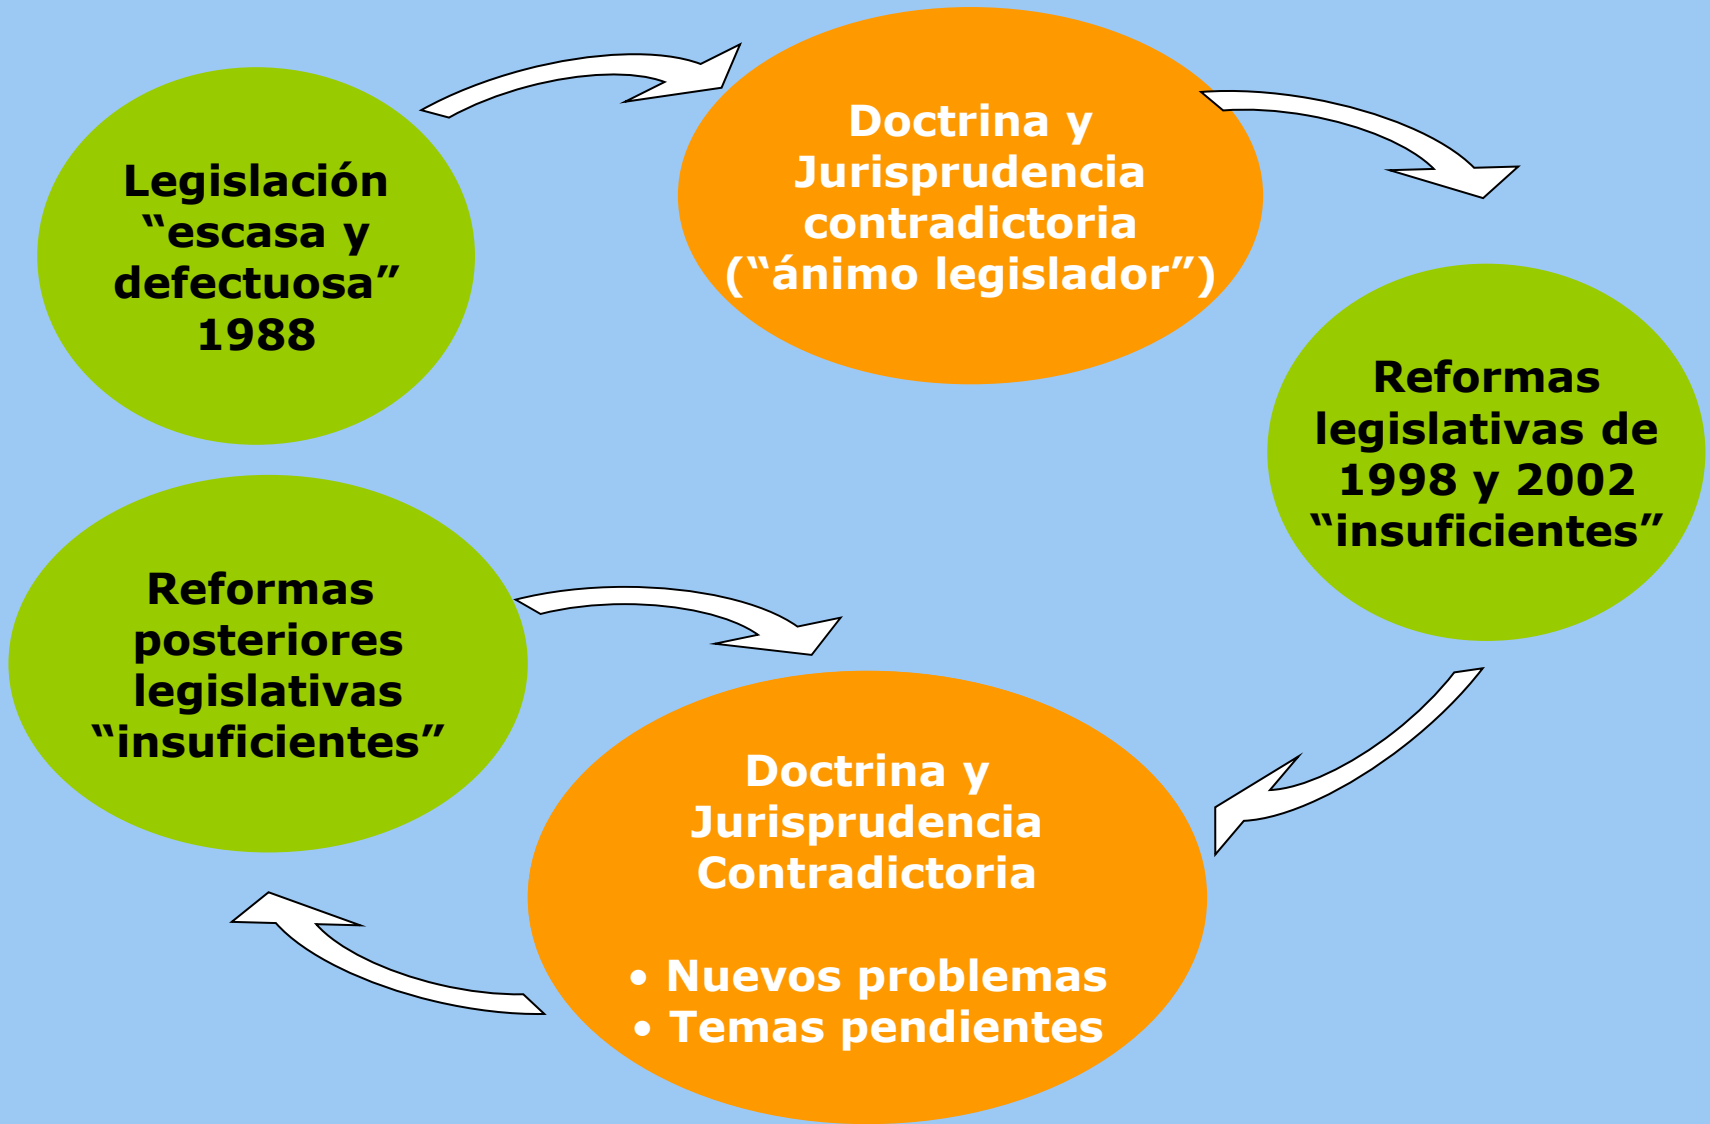 Legislación
“escasa y
defectuosa”
1988
Doctrina y
Jurisprudencia
contradictoria
(“ánimo legislador”)
Reformas
legislativas de
1998 y 2002
“insuficientes”
Doctrina y
Jurisprudencia
Contradictoria
• Nuevos problemas
• Temas pendientes
Reformas
posteriores
legislativas
“insuficientes”